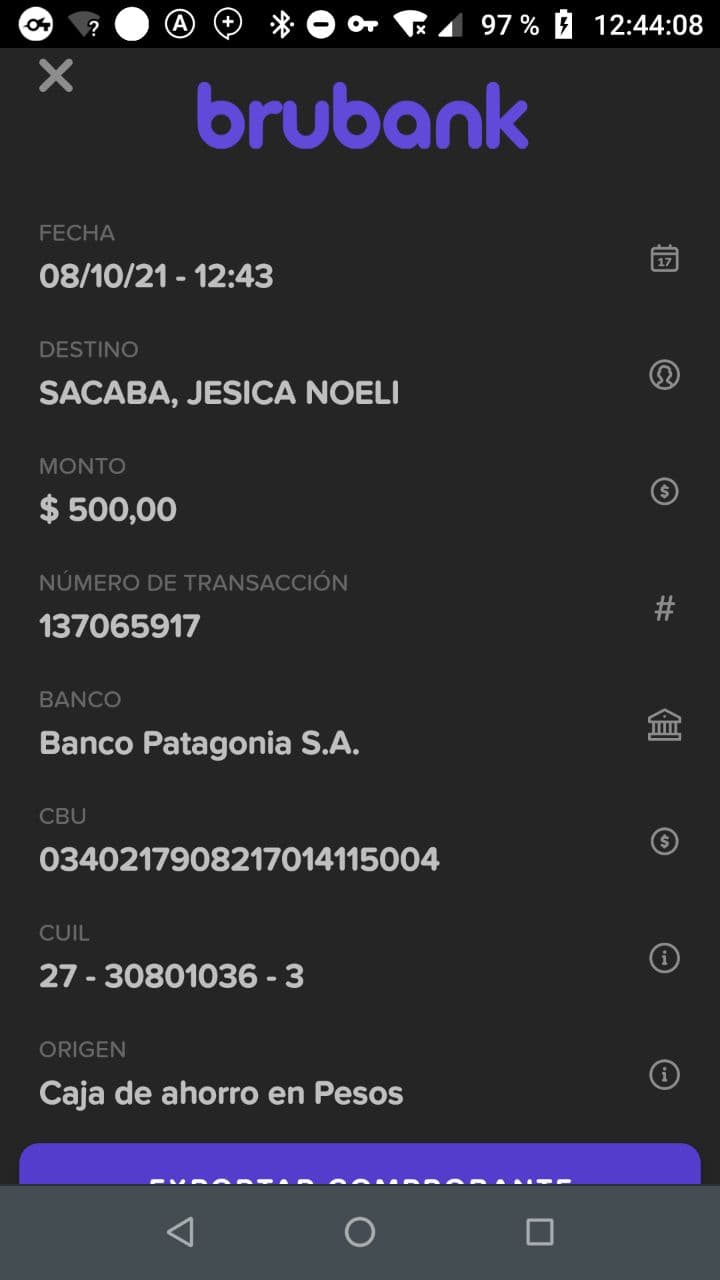 97 % 12:44:08
brubank
FECHA
08/10/21 - 12:43
17
DESTINO
SACABA, JESICA NOELI
MONTO
$ 500,00
NÚMERO DE TRANSACCIÓN
137065917
#
BANCO
Banco Patagonia S.A.
CBU
0340217908217014115004
CUIL
27 - 30801036 - 3
ORIGEN
Caja de ahorro en Pesos
EXPORTAR COMPROBANTE